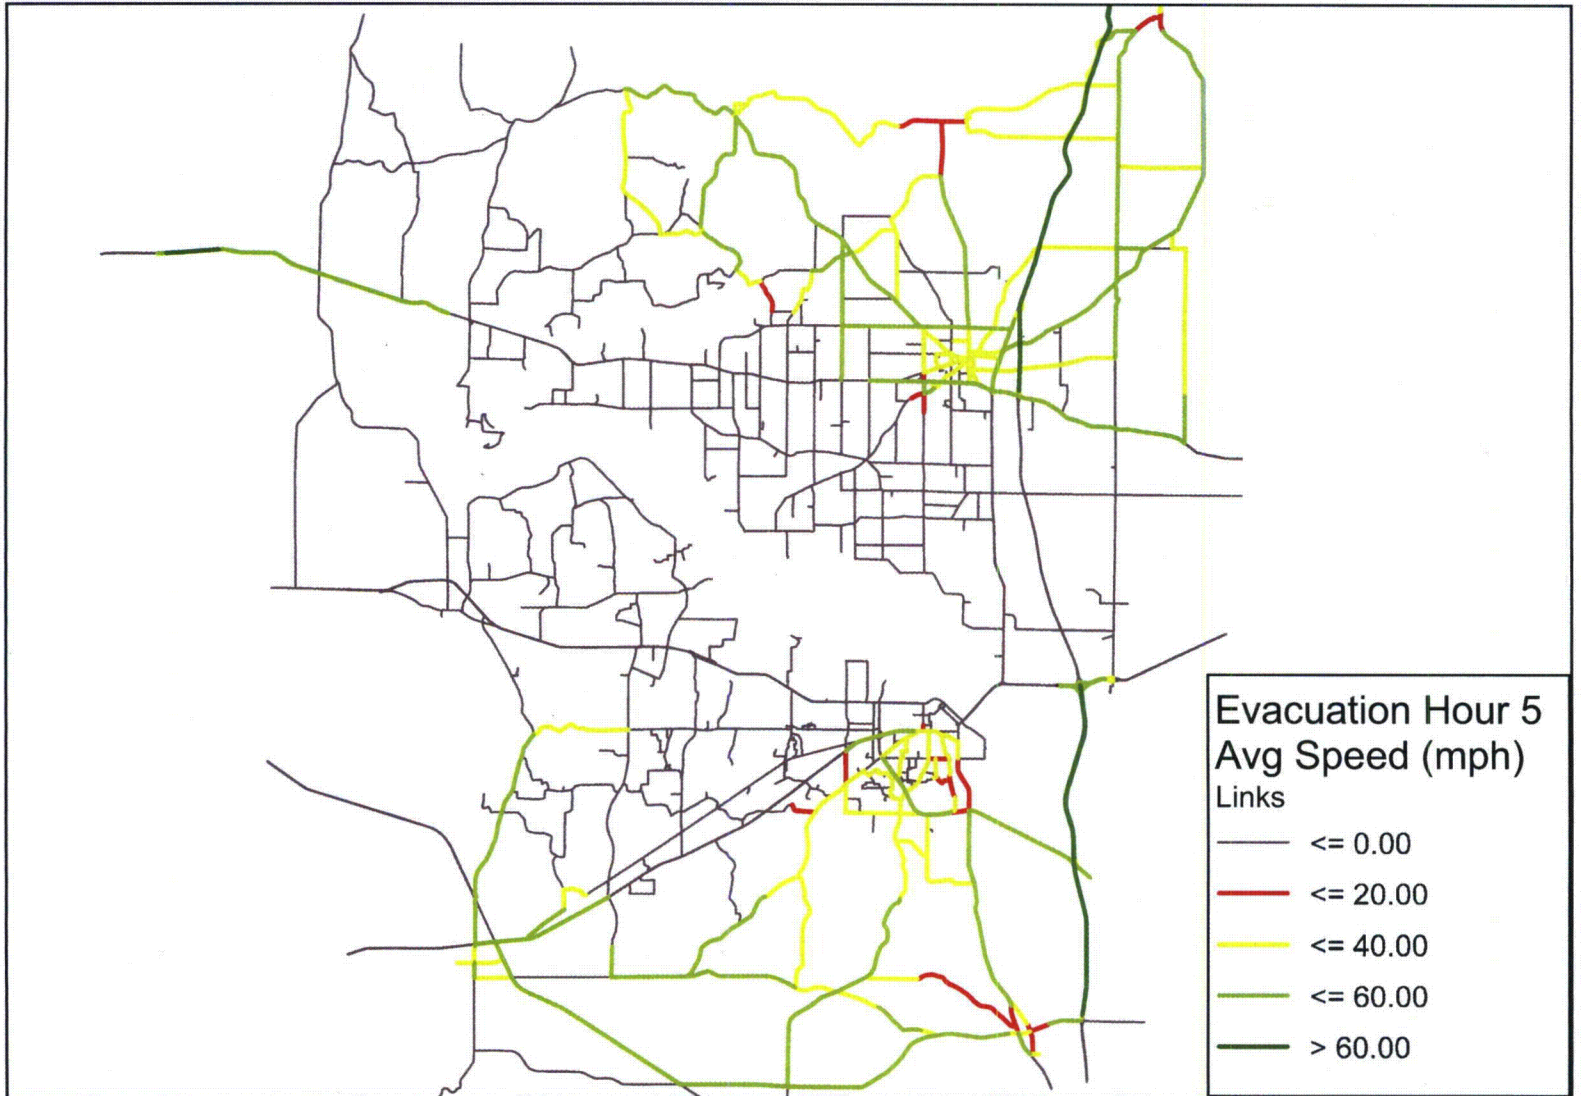 Evacuation Hour 5
Avg Speed (mph)
Links
<= 0.00
<= 20.00
<= 40.00
<= 60.00
> 60.00